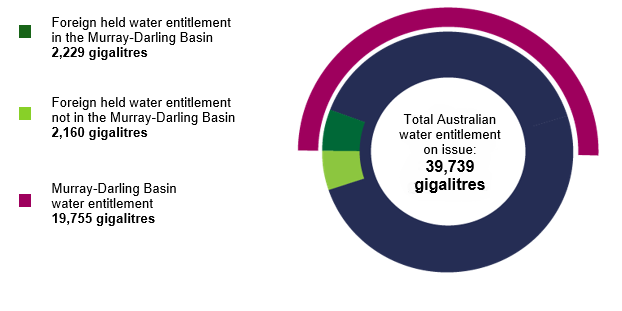 Foreign held water entitlement
in the Murray-Darling Basin
2,229 gigalitres
Foreign held water entitlement
not in the Murray-Darling Basin
2,160 gigalitres
Murray-Darling Basin
water entitlement
19,755 gigalitres
Total Australian
water entitlement
on issue:
39,739
gigalitres